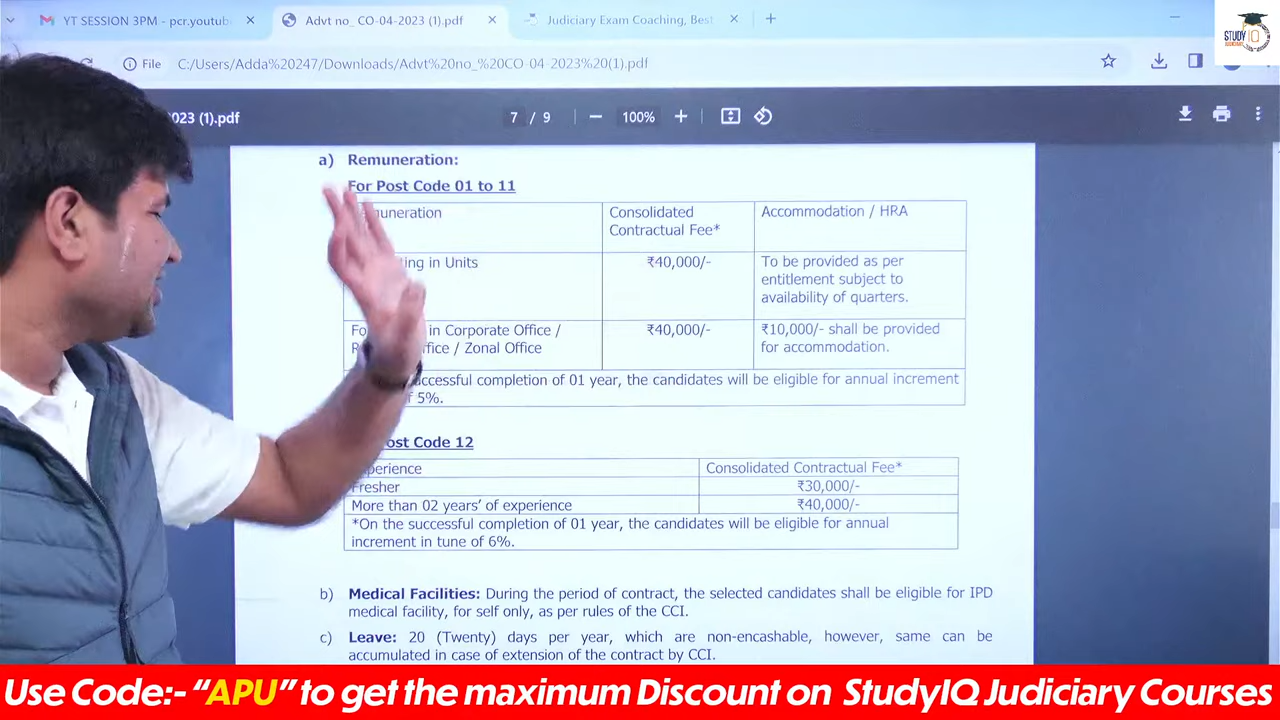 YT SESSION 3PM - pcr.youtub
Advt no_ CO-04-2023 (1).pdf
Judiciary Exam Coaching, Best
STUDY IQ
JUDICIARY
File C:/Users/Adda%20247/Downloads/Advt%20no_%20CO-04-2023%20(1).pdf
023 (1).pdf
7 / 9
100%
a) Remuneration:
For Post Code 01 to 11
uneration
Consolidated
Contractual Fee*
Accommodation / HRA
ing in Units
₹40,000/-
To be provided as per
entitlement subject to
availability of quarters.
Fo in Corporate Office /
R ffice / Zonal Office
₹40,000/-
₹10,000/- shall be provided
for accommodation.
uccessful completion of 01 year, the candidates will be eligible for annual increment
f 5%.
ost Code 12
perience
Consolidated Contractual Fee*
Fresher
₹30,000/-
More than 02 years’ of experience
₹40,000/-
*On the successful completion of 01 year, the candidates will be eligible for annual
increment in tune of 6%.
b) Medical Facilities: During the period of contract, the selected candidates shall be eligible for IPD
medical facility, for self only, as per rules of the CCI.
c) Leave: 20 (Twenty) days per year, which are non-encashable, however, same can be
accumulated in case of extension of the contract by CCI.
Use Code:- “APU” to get the maximum Discount on StudyIQ Judiciary Courses